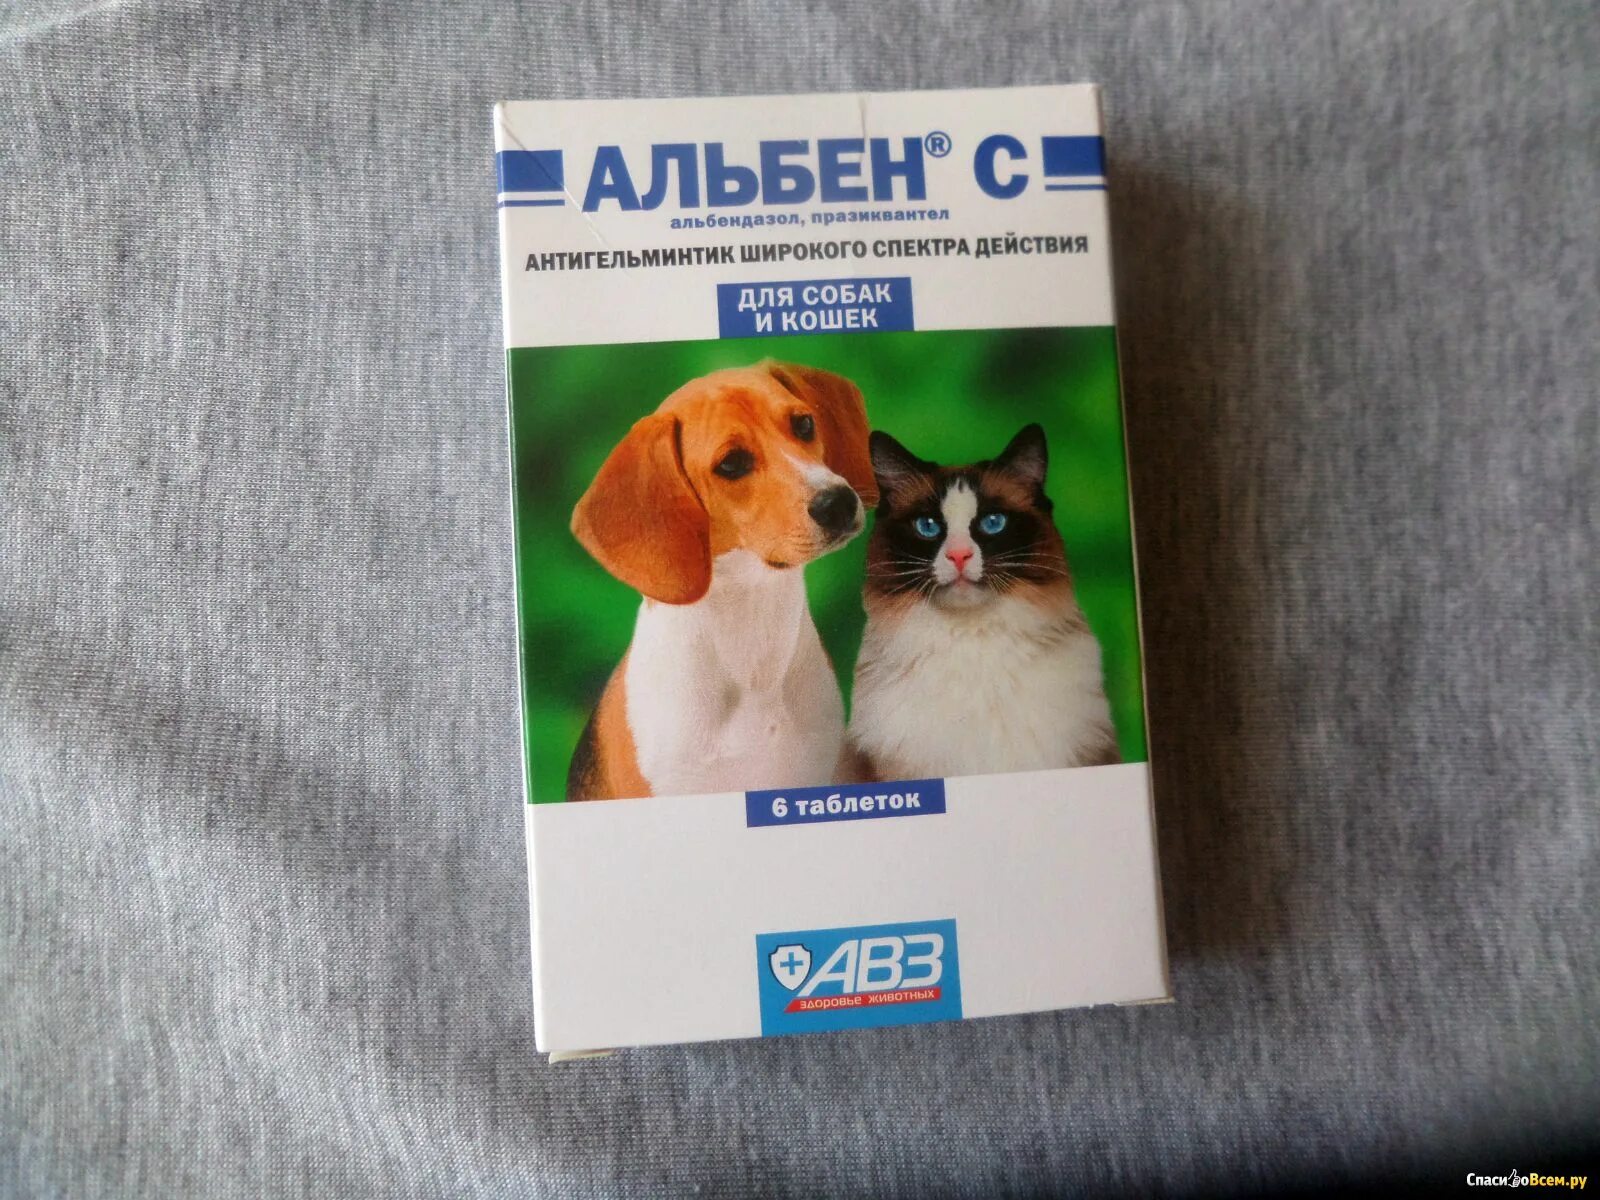 АЛЬБЕН® С
альбендазол, празиквантел
АНТИГЕЛЬМИНТИК ШИРОКОГО СПЕКТРА ДЕЙСТВИЯ
ДЛЯ СОБАК
И КОШЕК
6 таблеток
АВЗ
ЗДОРОВЬЕ ЖИВОТНЫХ
СпасибоВсем.ру